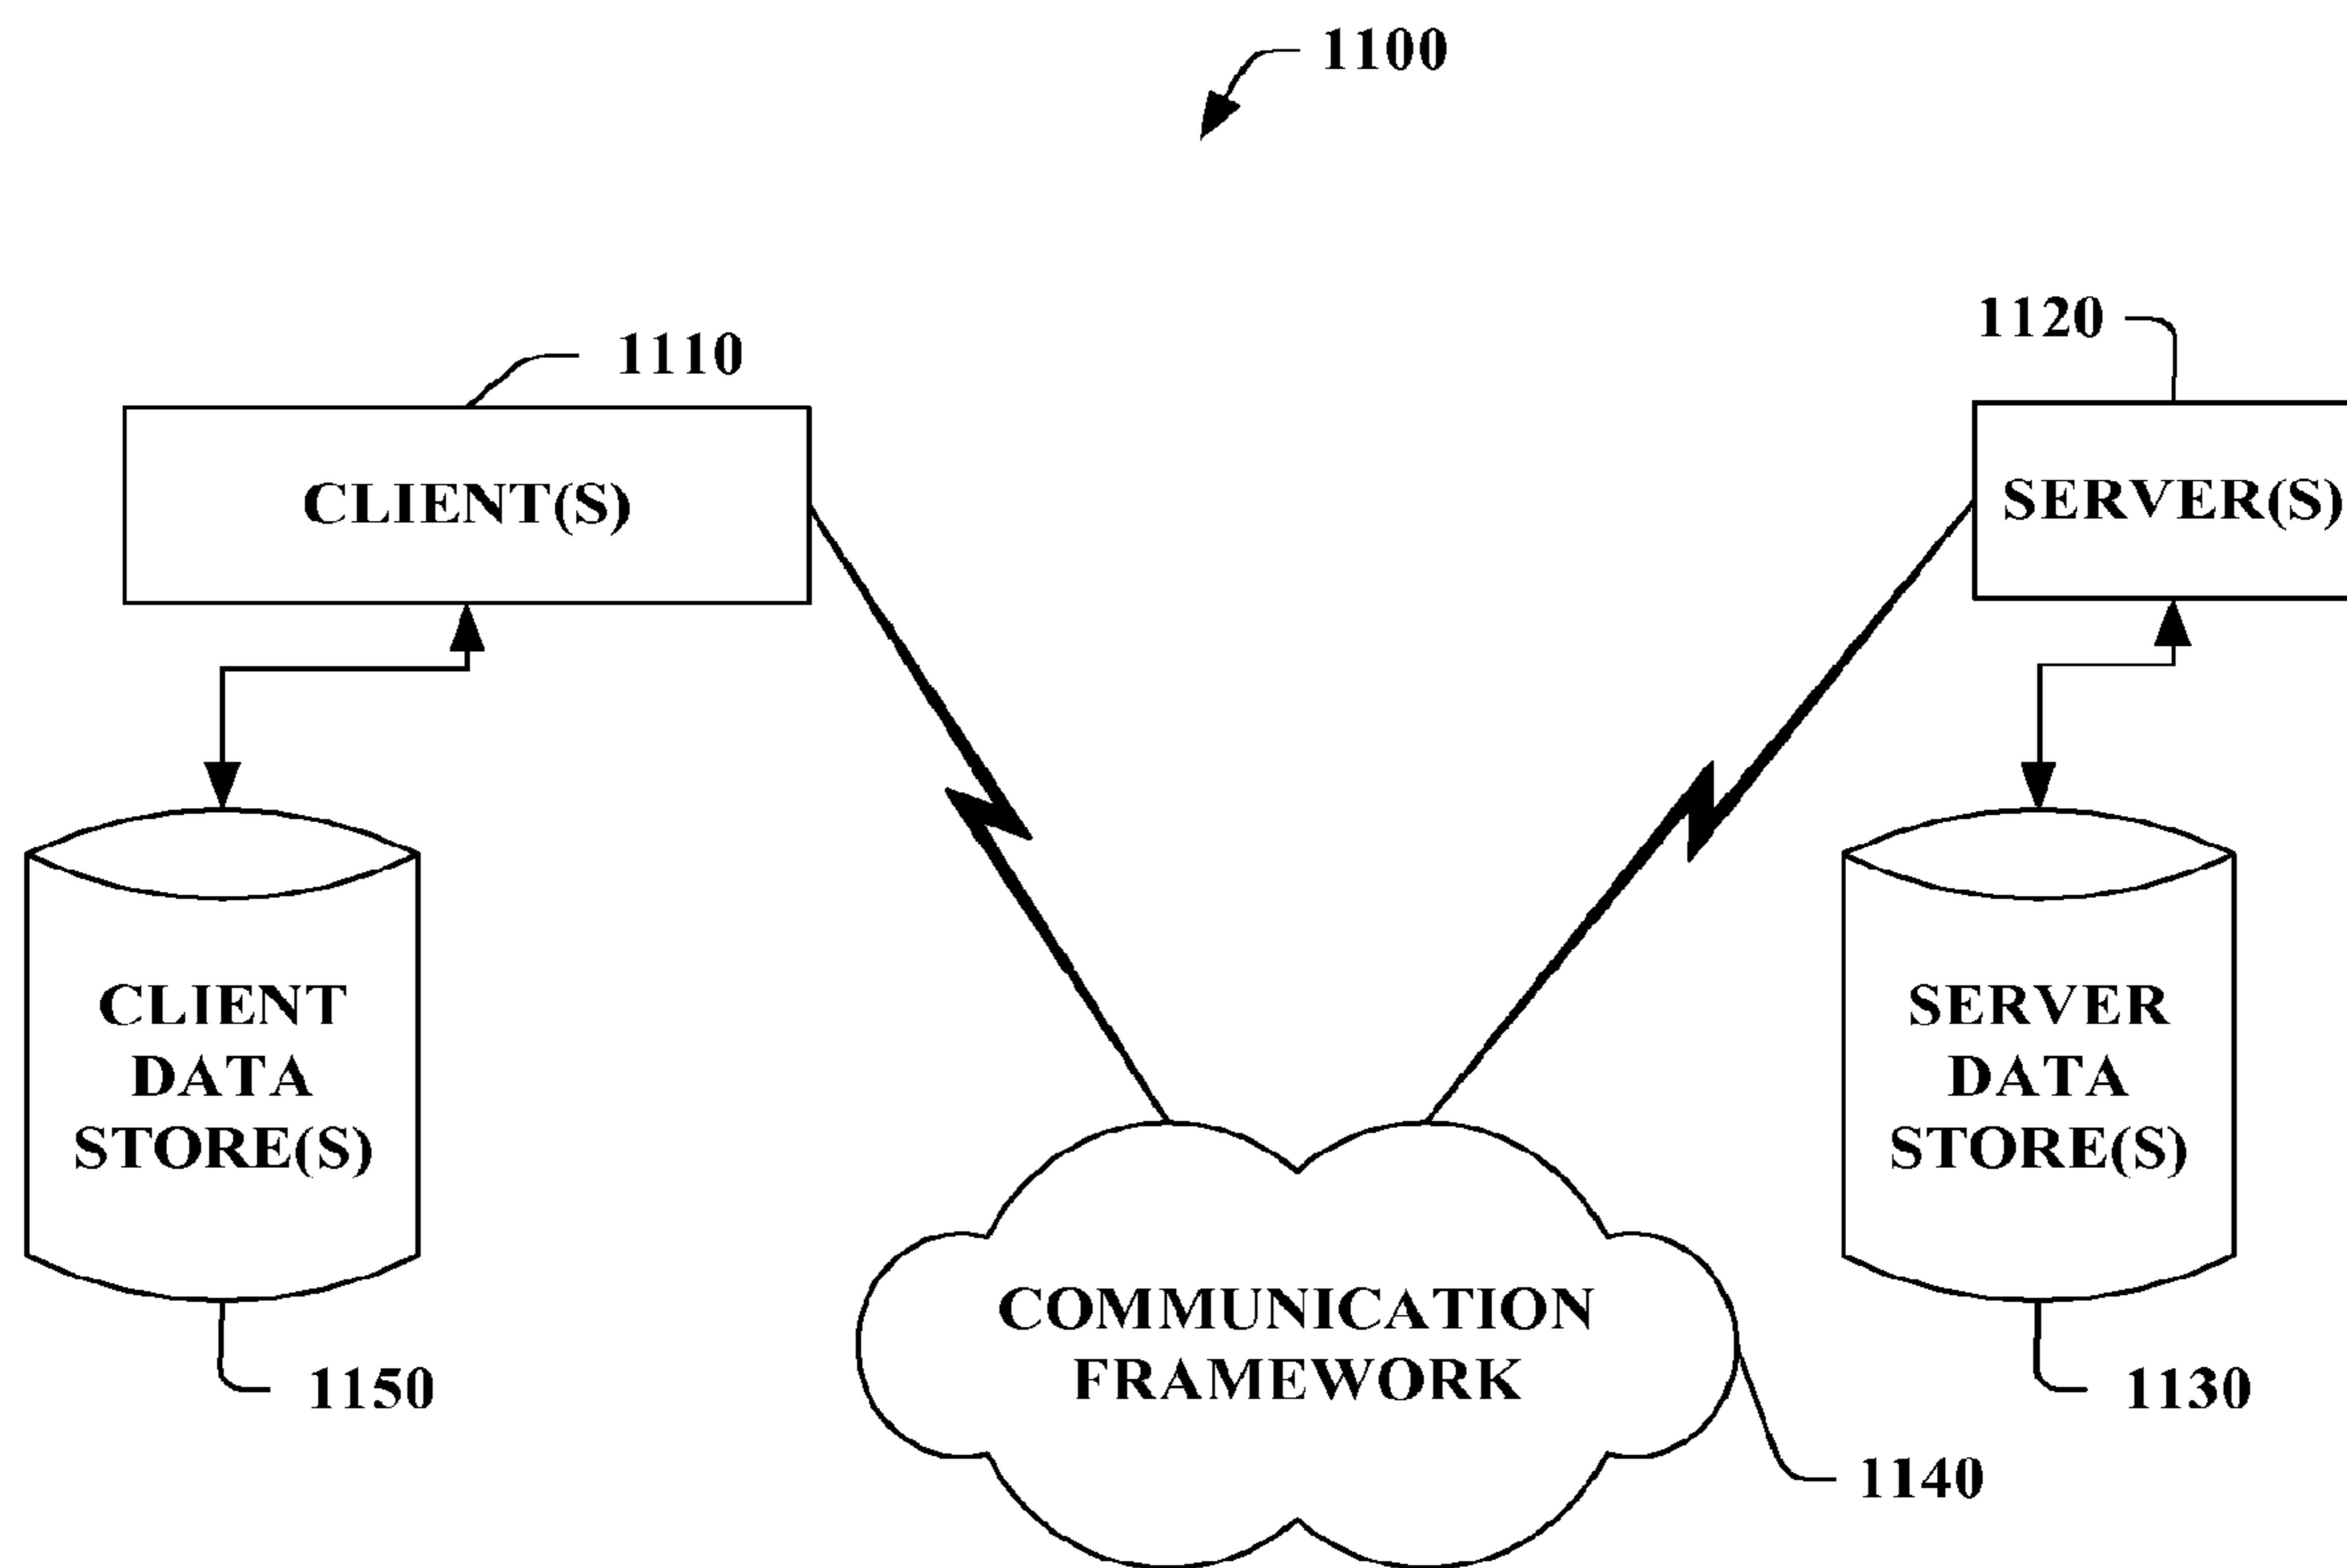 1100
1110
1120
CLIENT(S)
SERVER(S)
CLIENT
DATA
STORE(S)
SERVER
DATA
STORE(S)
COMMUNICATION
FRAMEWORK
1150
1130
1140